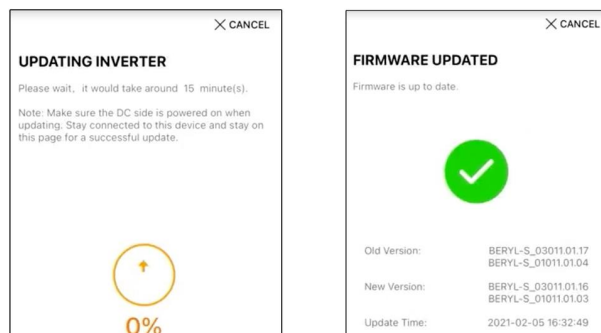 CANCEL
UPDATING INVERTER
Please wait, it would take around 15 minute(s).
Note: Make sure the DC side is powered on when
updating. Stay connected to this device and stay on
this page for a successful update.
0%
CANCEL
FIRMWARE UPDATED
Firmware is up to date.
Old Version: BERYL-S_03011.01.17
BERYL-S_01011.01.04
New Version: BERYL-S_03011.01.16
BERYL-S_01011.01.03
Update Time: 2021-02-05 16:32:49